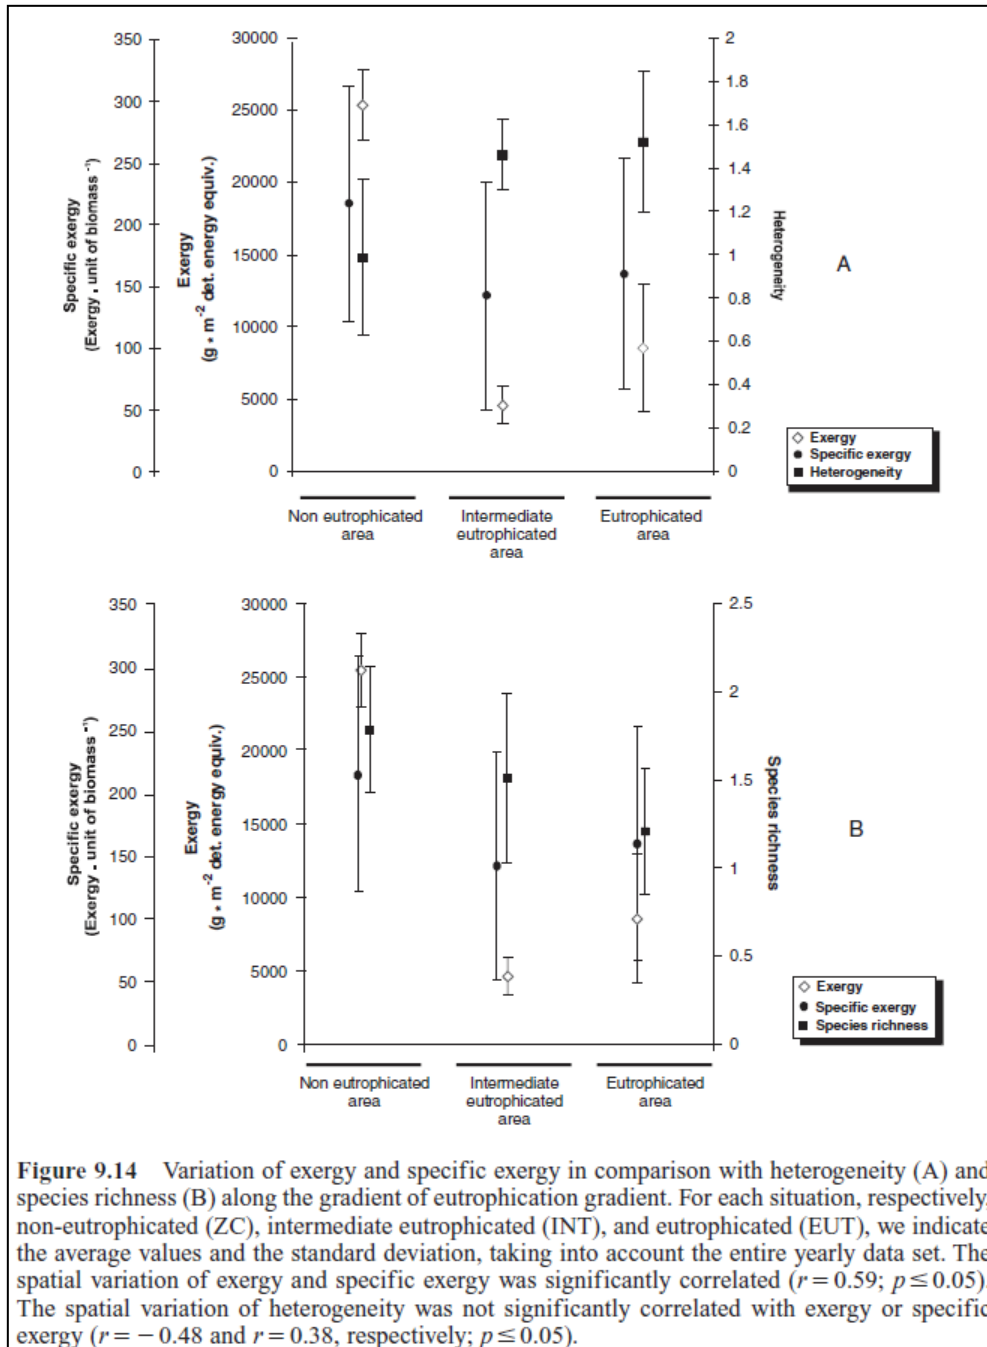 350
300
250
200
150
100
50
0
Specific exergy
(Exergy . unit of biomass ⁻¹)
30000
25000
20000
15000
10000
5000
0
Exergy
(g * m⁻² det. energy equiv.)
2
1.8
1.6
1.4
1.2
1
0.8
0.6
0.4
0.2
0
Heterogeneity
A
Exergy
Specific exergy
Heterogeneity
Non eutrophicated
area
Intermediate
eutrophicated
area
Eutrophicated
area
350
300
250
200
150
100
50
0
Specific exergy
(Exergy . unit of biomass ⁻¹)
30000
25000
20000
15000
10000
5000
0
Exergy
(g * m⁻² det. energy equiv.)
2.5
2
1.5
1
0.5
0
Species richness
B
Exergy
Specific exergy
Species richness
Non eutrophicated
area
Intermediate
eutrophicated
area
Eutrophicated
area
Figure 9.14 Variation of exergy and specific exergy in comparison with heterogeneity (A) and
species richness (B) along the gradient of eutrophication gradient. For each situation, respectively,
non-eutrophicated (ZC), intermediate eutrophicated (INT), and eutrophicated (EUT), we indicate
the average values and the standard deviation, taking into account the entire yearly data set. The
spatial variation of exergy and specific exergy was significantly correlated (r = 0.59; p ≤ 0.05).
The spatial variation of heterogeneity was not significantly correlated with exergy or specific
exergy (r = − 0.48 and r = 0.38, respectively; p ≤ 0.05).